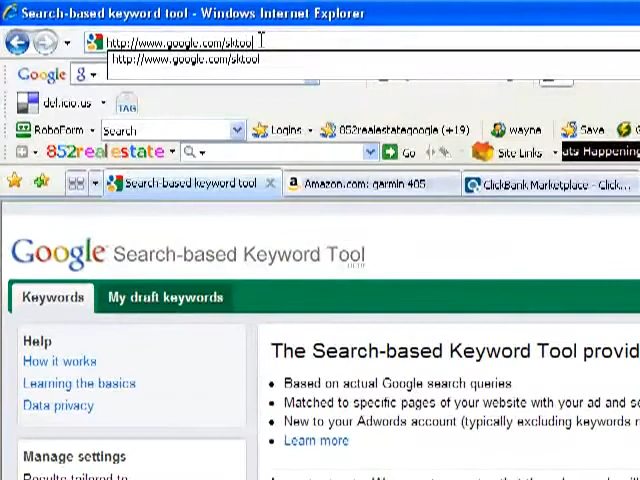 Search-based keyword tool - Windows Internet Explorer
http://www.google.com/sktool
http://www.google.com/sktool
Google g
del.icio.us TAG
RoboForm Search Logins 852realestategoogle (+19) wayne Save G
852realestate Go Site Links ats Happening
Search-based keyword tool a Amazon.com: garmin 405 ClickBank Marketplace - Click...
Google Search-based Keyword Tool
Keywords My draft keywords
Help
How it works
Learning the basics
Data privacy
Manage settings
Results tailored to
The Search-based Keyword Tool provid
Based on actual Google search queries
Matched to specific pages of your website with your ad and se
New to your Adwords account (typically excluding keywords
Learn more